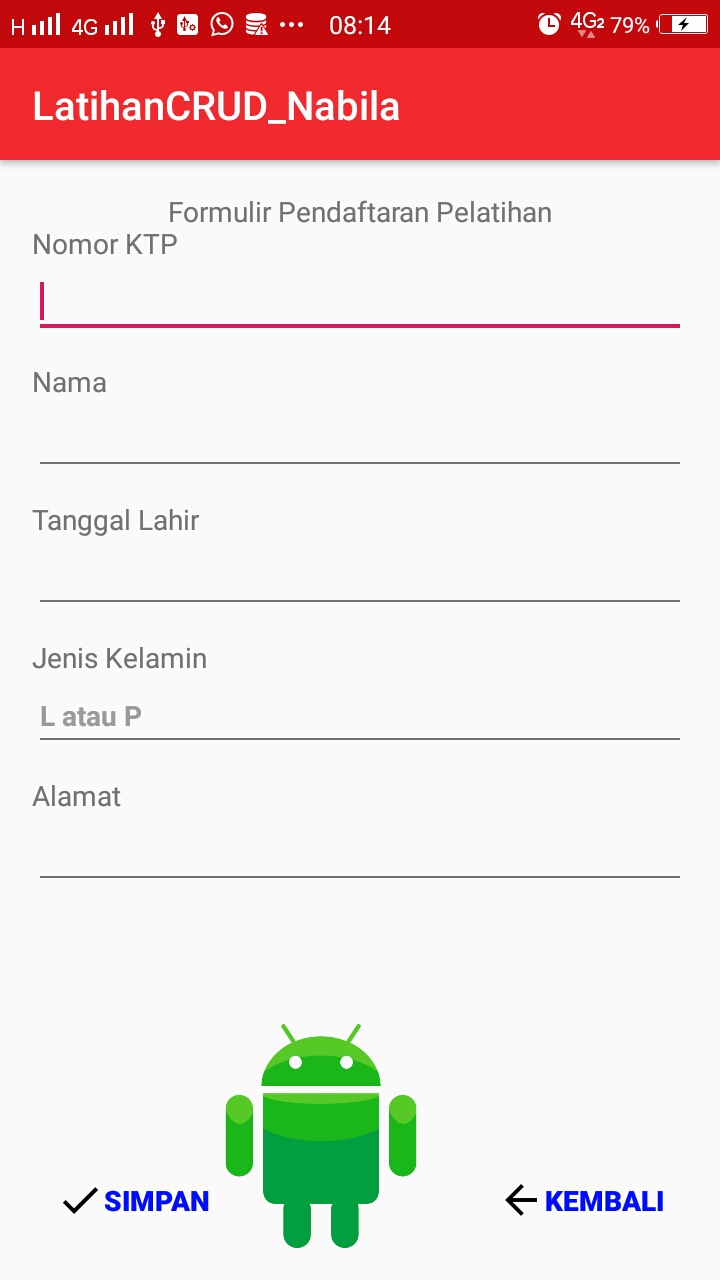 H 4G 08:14 4G2 79%
LatihanCRUD_Nabila
Formulir Pendaftaran Pelatihan
Nomor KTP
Nama
Tanggal Lahir
Jenis Kelamin
L atau P
Alamat
SIMPAN KEMBALI